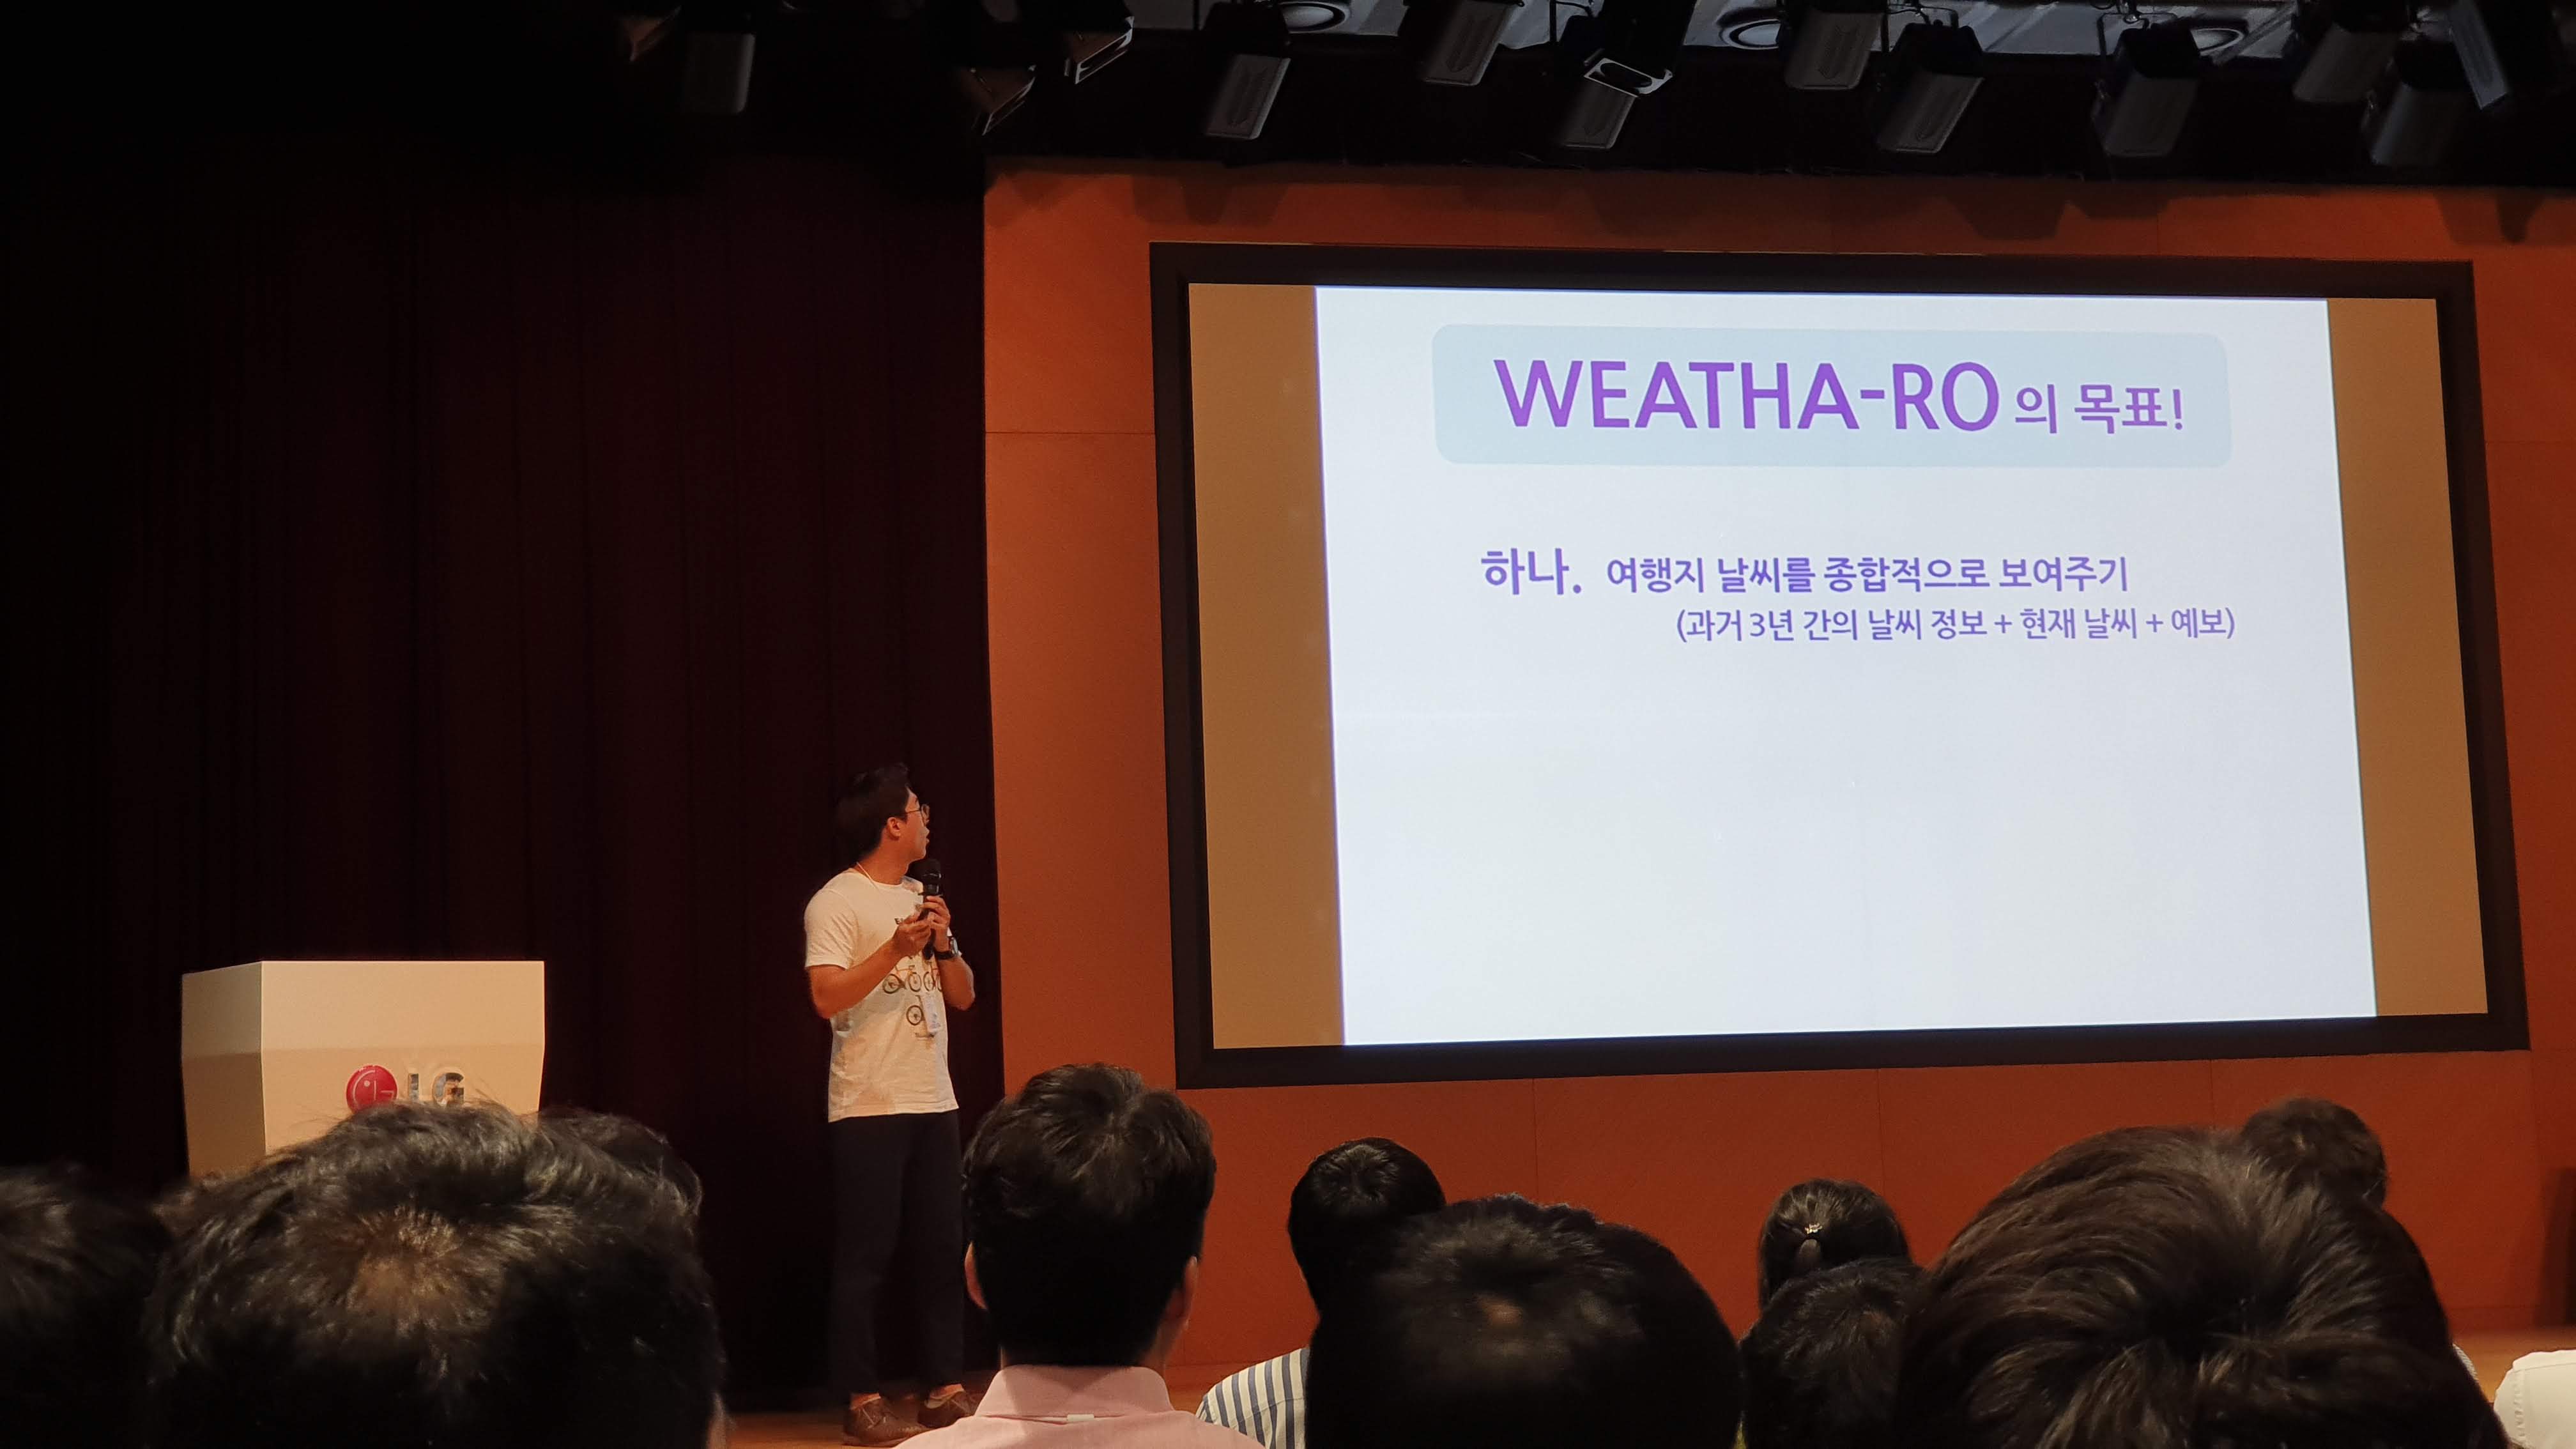 WEATHA-RO의 목표!
하나. 여행지 날씨를 종합적으로 보여주기
(과거 3년 간의 날씨 정보 + 현재 날씨 + 예보)
LG